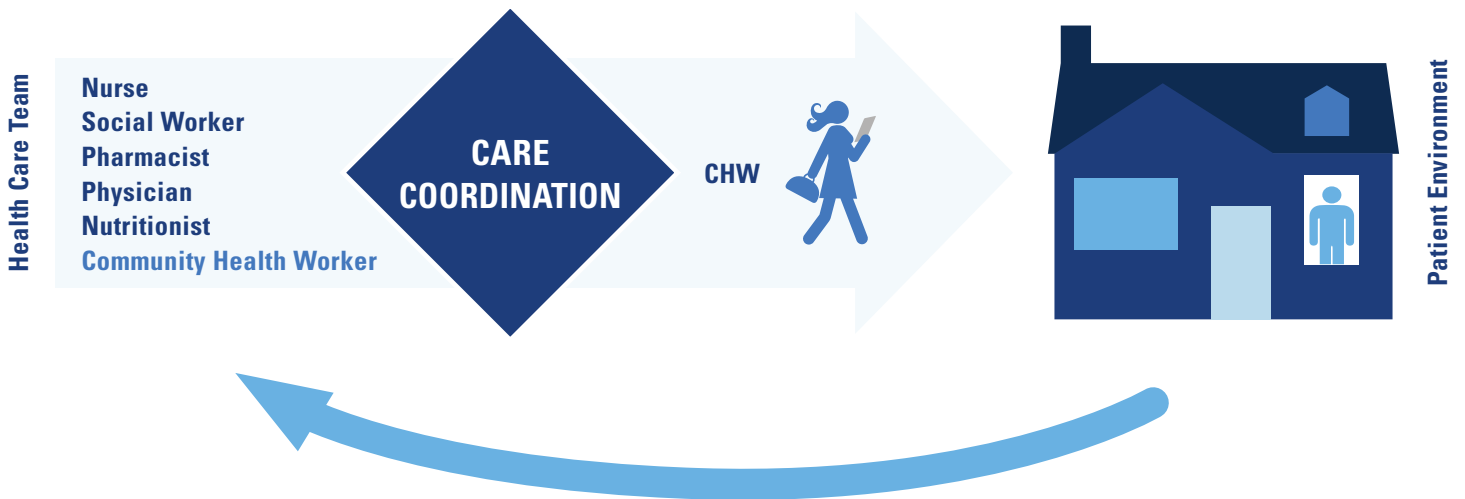 Health Care Team
Nurse
Social Worker
Pharmacist
Physician
Nutritionist
Community Health Worker
CARE
COORDINATION
CHW
Patient Environment